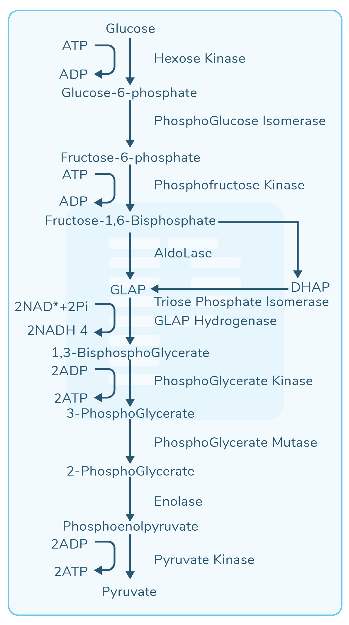 Glucose
ATP
Hexose Kinase
ADP
Glucose-6-phosphate
PhosphoGlucose Isomerase
Fructose-6-phosphate
ATP
Phosphofructose Kinase
ADP
Fructose-1,6-Bisphosphate
AldoLase
GLAP
DHAP
Triose Phosphate Isomerase
2NAD⁺+2Pi
GLAP Hydrogenase
2NADH 4
1,3-BisphosphoGlycerate
2ADP
PhosphoGlycerate Kinase
2ATP
3-PhosphoGlycerate
PhosphoGlycerate Mutase
2-PhosphoGlycerate
Enolase
Phosphoenolpyruvate
2ADP
Pyruvate Kinase
2ATP
Pyruvate